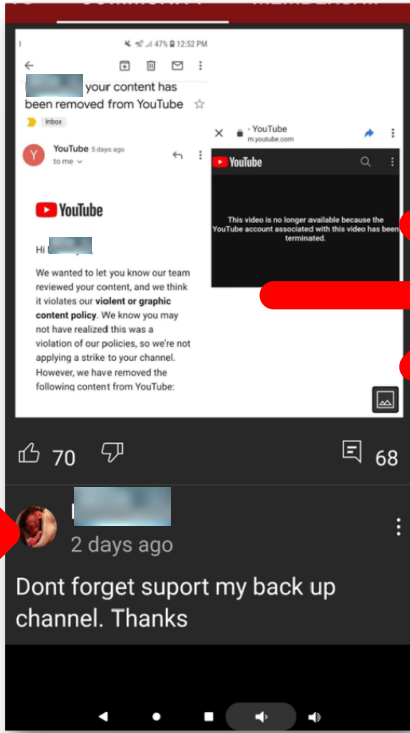 47% 12:52 PM
your content has
been removed from YouTube
Inbox
YouTube 5 days ago
to me
Y
YouTube
Hi
We wanted to let you know our team
reviewed your content, and we think
it violates our violent or graphic
content policy. We know you may
not have realized this was a
violation of our policies, so we're not
applying a strike to your channel.
However, we have removed the
following content from YouTube:
- YouTube
m.youtube.com
YouTube
This video is no longer available because the
YouTube account associated with this video has been
terminated.
70
68
2 days ago
Dont forget suport my back up
channel. Thanks